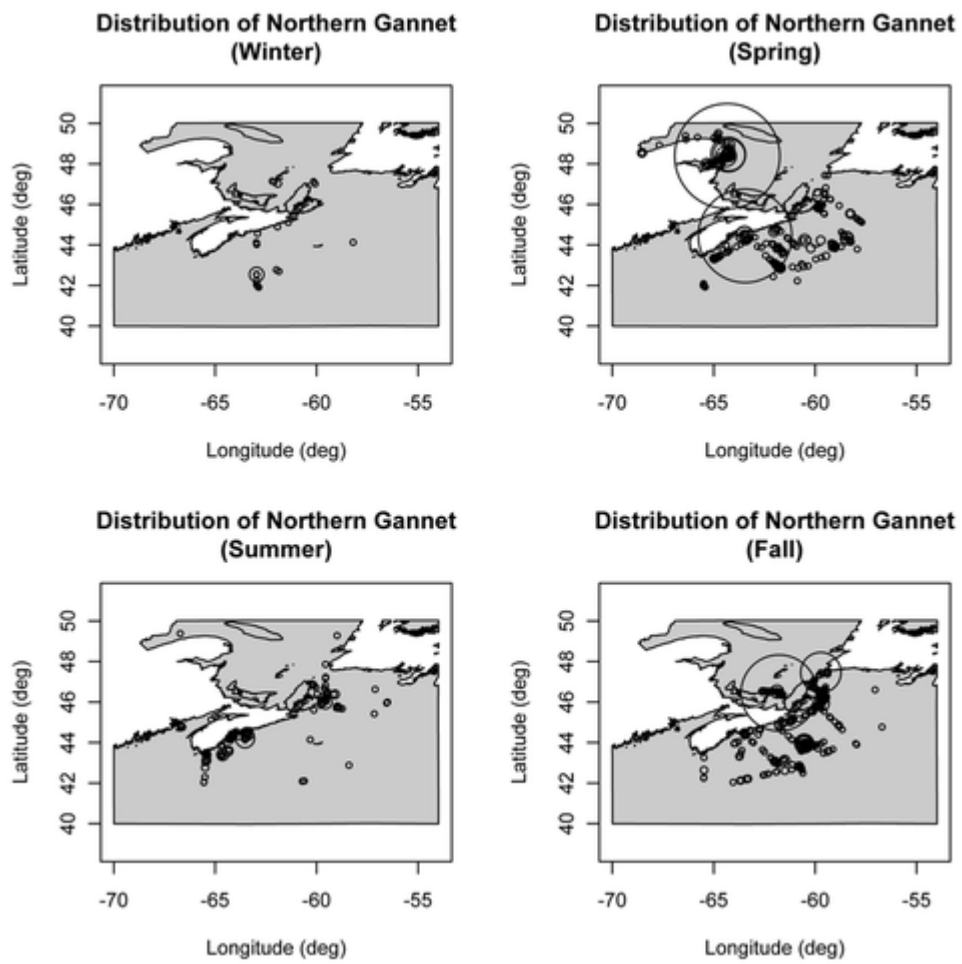 Distribution of Northern Gannet
(Winter)
50
48
46
44
42
40
Latitude (deg)
-70
-65
-60
-55
Longitude (deg)
Distribution of Northern Gannet
(Spring)
50
48
46
44
42
40
Latitude (deg)
-70
-65
-60
-55
Longitude (deg)
Distribution of Northern Gannet
(Summer)
50
48
46
44
42
40
Latitude (deg)
-70
-65
-60
-55
Longitude (deg)
Distribution of Northern Gannet
(Fall)
50
48
46
44
42
40
Latitude (deg)
-70
-65
-60
-55
Longitude (deg)